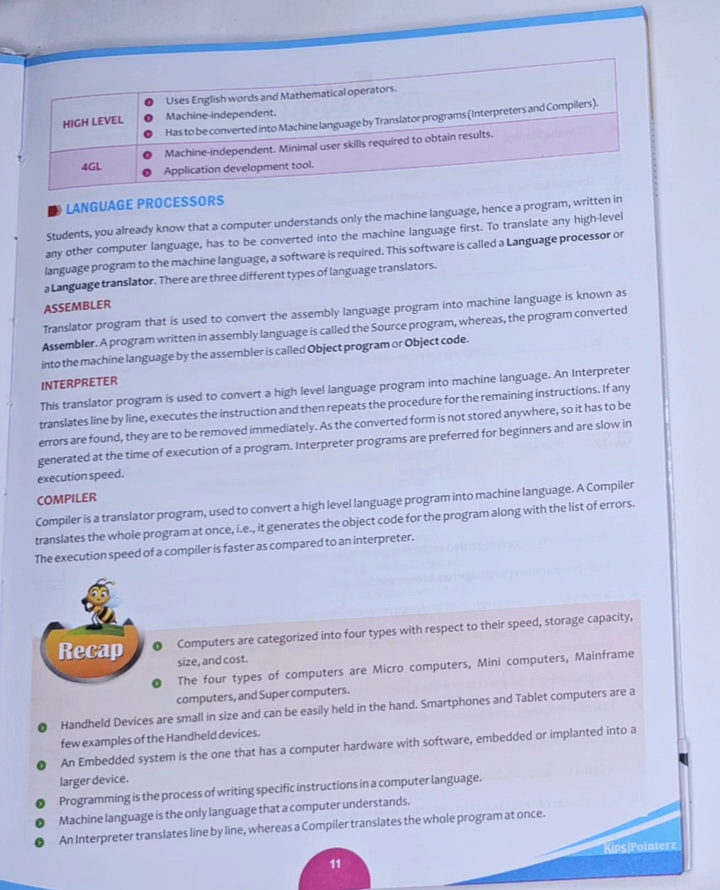 HIGH LEVEL
Uses English words and Mathematical operators.
Machine-independent.
Has to be converted into Machine language by Translator programs (Interpreters and Compilers).
4GL
Machine-independent. Minimal user skills required to obtain results.
Application development tool.
LANGUAGE PROCESSORS
Students, you already know that a computer understands only the machine language, hence a program, written in
any other computer language, has to be converted into the machine language first. To translate any high-level
language program to the machine language, a software is required. This software is called a Language processor or
a Language translator. There are three different types of language translators.
ASSEMBLER
Translator program that is used to convert the assembly language program into machine language is known as
Assembler. A program written in assembly language is called the Source program, whereas, the program converted
into the machine language by the assembler is called Object program or Object code.
INTERPRETER
This translator program is used to convert a high level language program into machine language. An Interpreter
translates line by line, executes the instruction and then repeats the procedure for the remaining instructions. If any
errors are found, they are to be removed immediately. As the converted form is not stored anywhere, so it has to be
generated at the time of execution of a program. Interpreter programs are preferred for beginners and are slow in
execution speed.
COMPILER
Compiler is a translator program, used to convert a high level language program into machine language. A Compiler
translates the whole program at once, i.e., it generates the object code for the program along with the list of errors.
The execution speed of a compiler is faster as compared to an interpreter.
Recap
Computers are categorized into four types with respect to their speed, storage capacity,
size, and cost.
The four types of computers are Micro computers, Mini computers, Mainframe
computers, and Super computers.
Handheld Devices are small in size and can be easily held in the hand. Smartphones and Tablet computers are a
few examples of the Handheld devices.
An Embedded system is the one that has a computer hardware with software, embedded or implanted into a
larger device.
Programming is the process of writing specific instructions in a computer language.
Machine language is the only language that a computer understands.
An Interpreter translates line by line, whereas a Compiler translates the whole program at once.
Kips|Pointerz
11